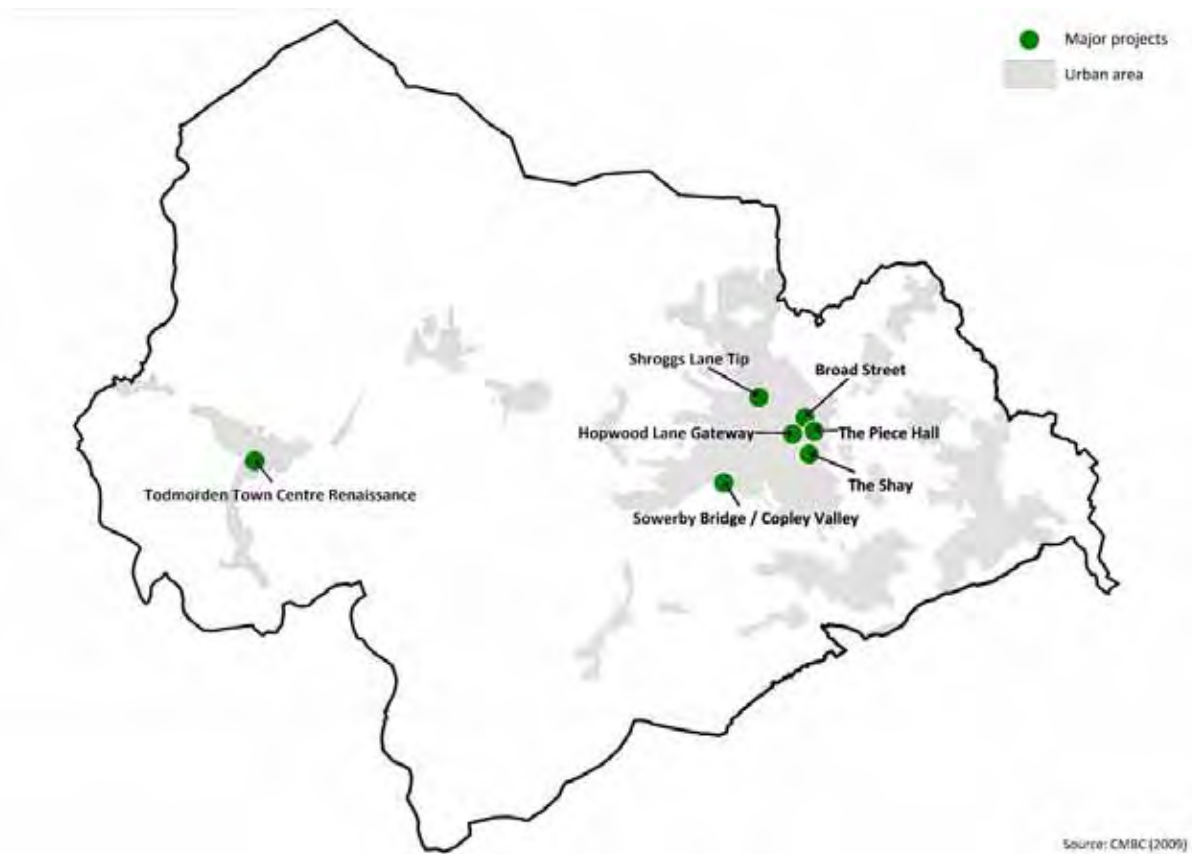 Major projects
Urban area
Shroggs Lane Tip
Broad Street
Hopwood Lane Gateway
The Piece Hall
Todmorden Town Centre Renaissance
The Shay
Sowerby Bridge / Copley Valley
Source: CMBC (2009)